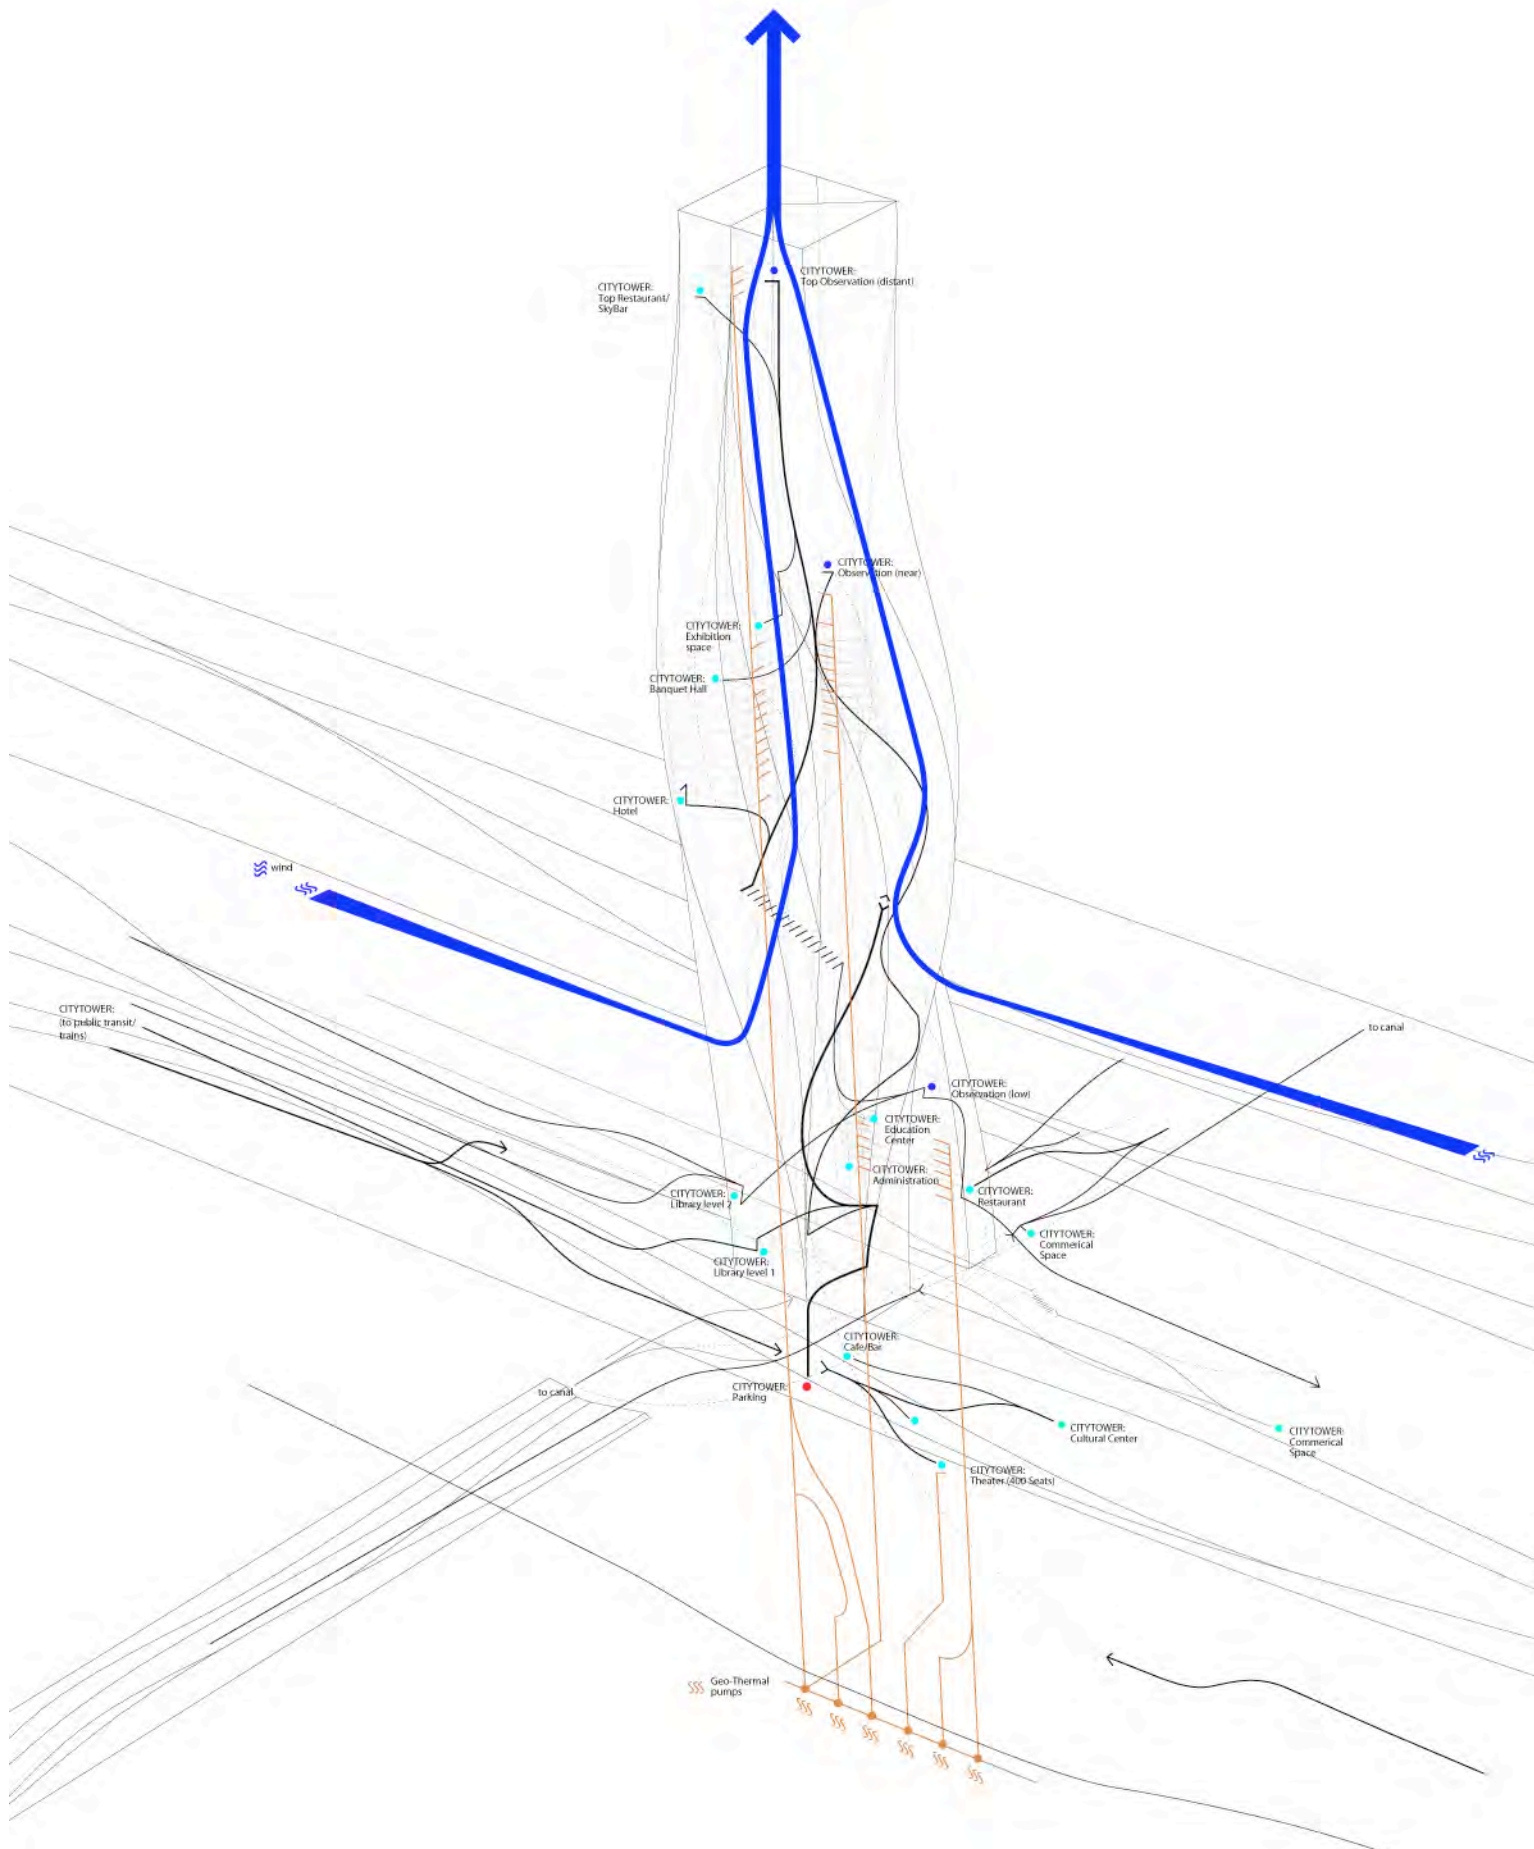 CITYTOWER:
Top Observation (distant)
CITYTOWER:
Top Restaurant/
SkyBar
CITYTOWER:
Observation (near)
CITYTOWER:
Exhibition
space
CITYTOWER:
Banquet Hall
CITYTOWER:
Hotel
wind
CITYTOWER:
(to public transit/
trains)
to canal
CITYTOWER:
Observation (low)
CITYTOWER:
Education
Center
CITYTOWER:
Administration
CITYTOWER:
Library level 2
CITYTOWER:
Restaurant
CITYTOWER:
Commerical
Space
CITYTOWER:
Library level 1
CITYTOWER:
Cafe/Bar
CITYTOWER:
Parking
to canal
CITYTOWER:
Cultural Center
CITYTOWER:
Commerical
Space
CITYTOWER:
Theater (400 Seats)
Geo-Thermal
pumps